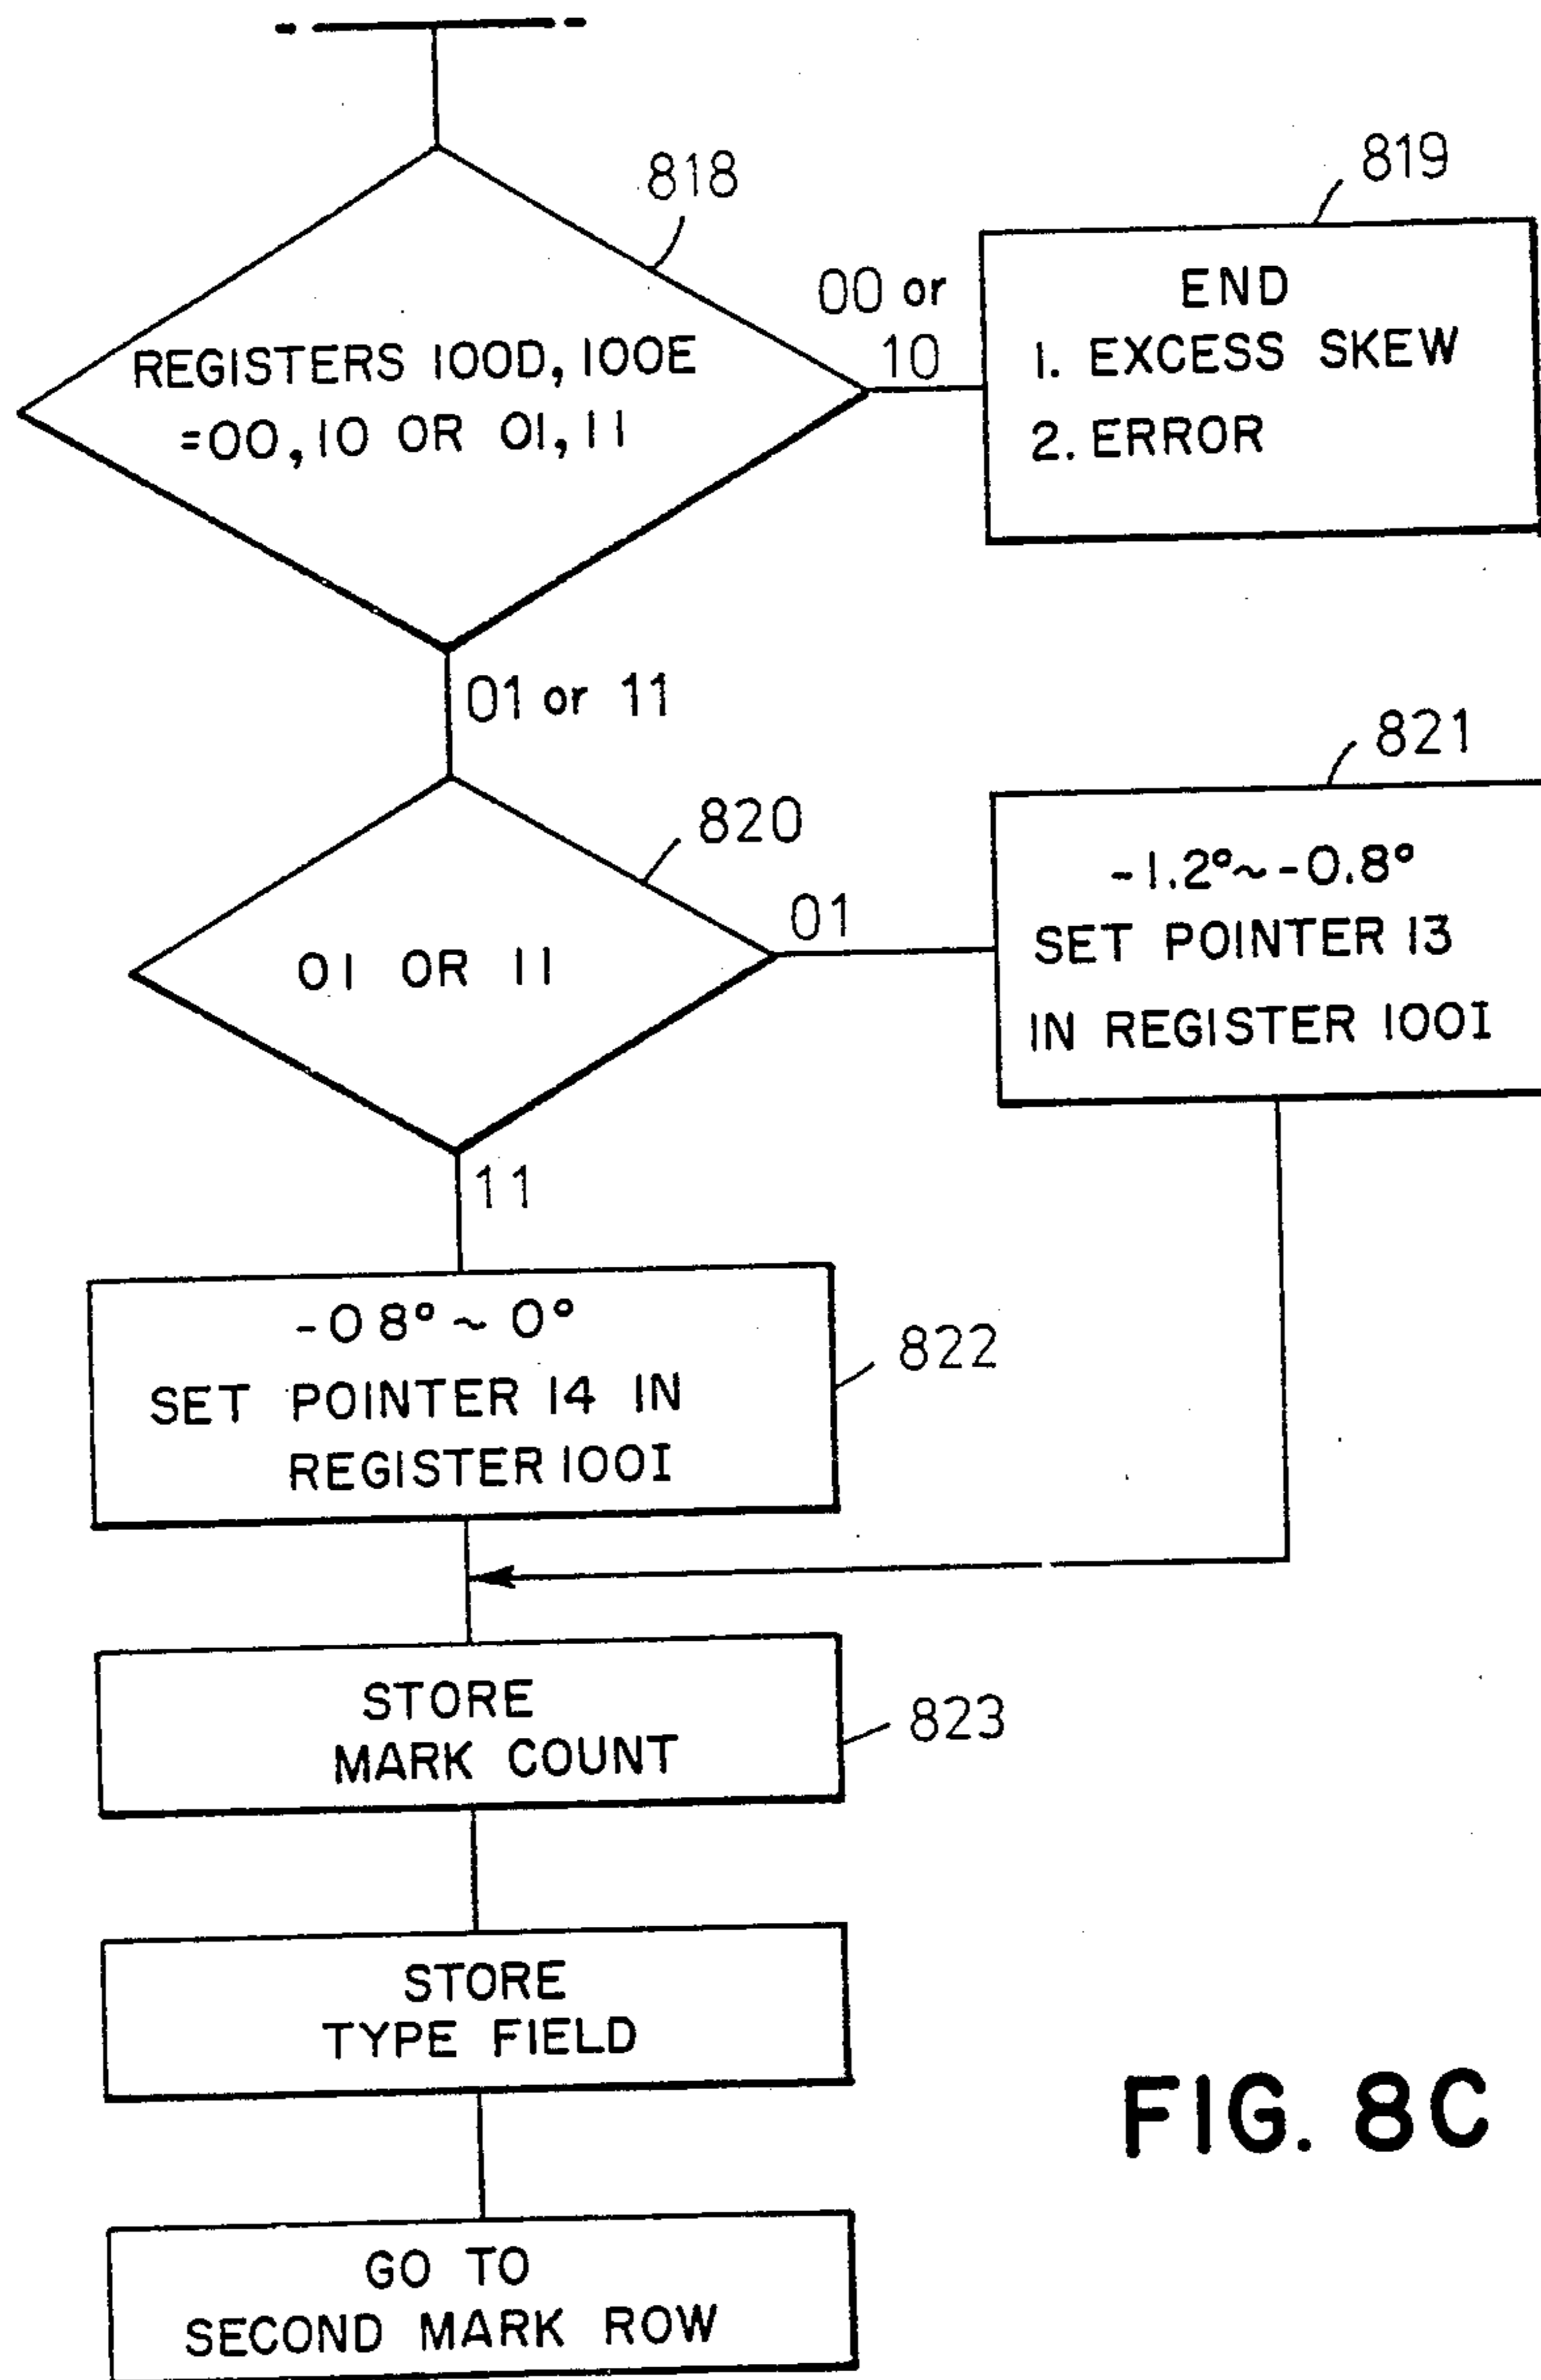 818
819
REGISTERS 100D, 100E
=00, 10 OR 01, 11
00 or
10
END
1. EXCESS SKEW
2. ERROR
01 or 11
820
821
01 OR 11
01
-1.2°~-0.8°
SET POINTER 13
IN REGISTER 100I
11
-0 8° ~ 0°
SET POINTER 14 IN
REGISTER 100I
822
STORE
MARK COUNT
823
STORE
TYPE FIELD
GO TO
SECOND MARK ROW
FIG. 8C